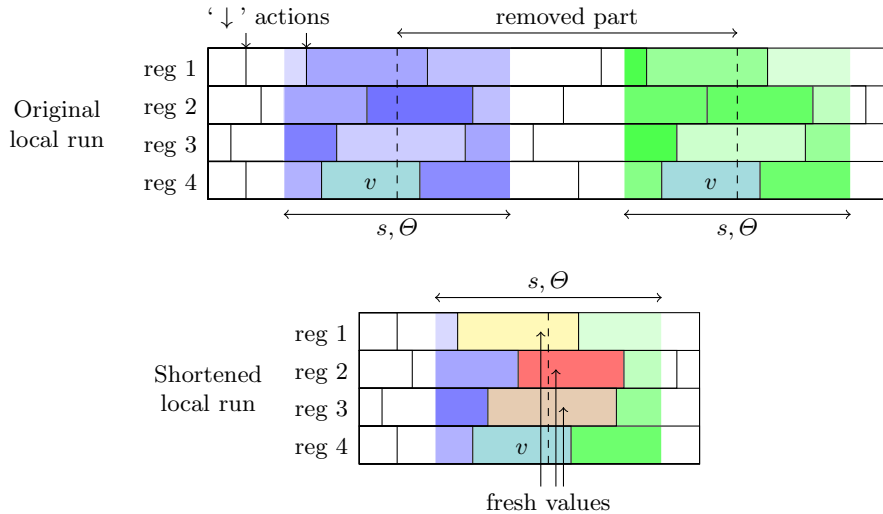 ‘ ↓ ’ actions
removed part
Original
local run
reg 1
reg 2
reg 3
reg 4
v
v
s, Θ
s, Θ
s, Θ
Shortened
local run
reg 1
reg 2
reg 3
reg 4
v
fresh values